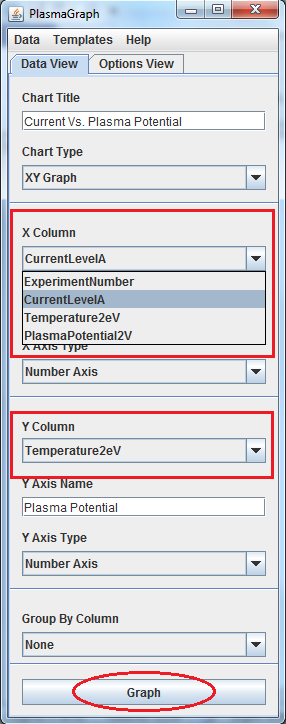 PlasmaGraph
Data Templates Help
Data View Options View
Chart Title
Current Vs. Plasma Potential
Chart Type
XY Graph
X Column
CurrentLevelA
ExperimentNumber
CurrentLevelA
Temperature2eV
PlasmaPotential2V
X Axis Type
Number Axis
Y Column
Temperature2eV
Y Axis Name
Plasma Potential
Y Axis Type
Number Axis
Group By Column
None
Graph